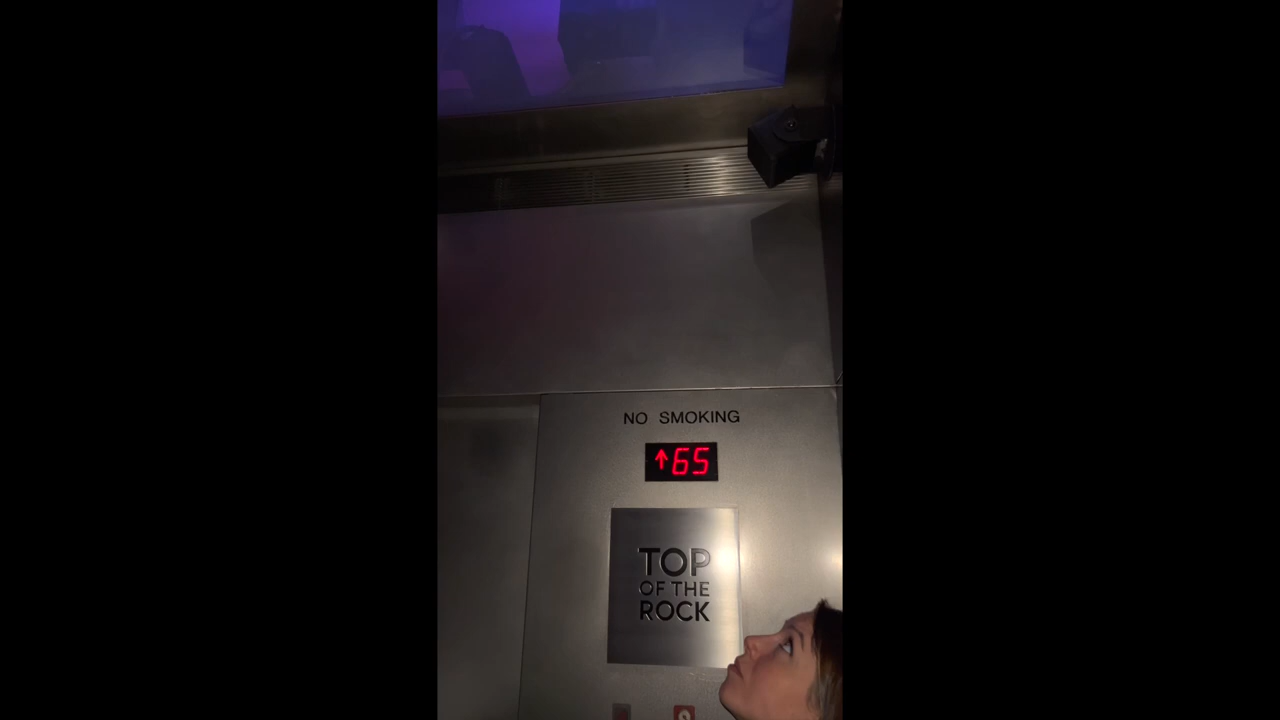 NO SMOKING
↑65
TOP
OF THE
ROCK